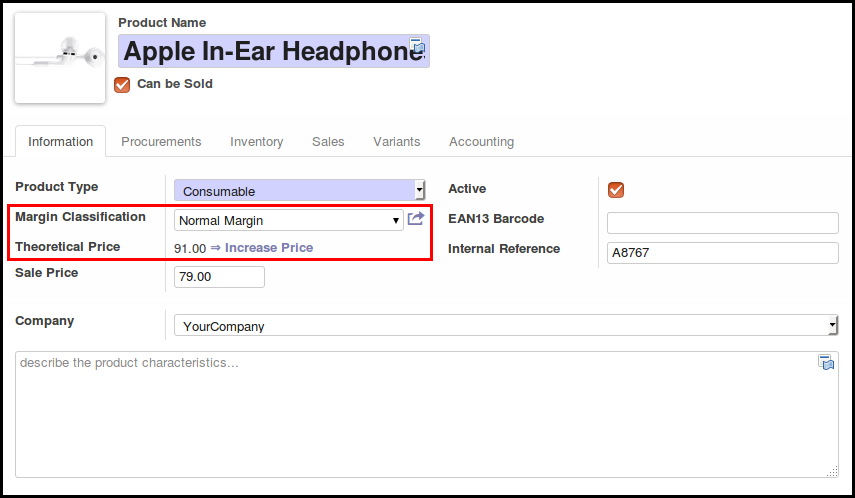 Product Name
Apple In-Ear Headphones
Can be Sold
Information Procurements Inventory Sales Variants Accounting
Product Type Consumable Active
Margin Classification Normal Margin EAN13 Barcode
Theoretical Price 91.00 ⇒ Increase Price Internal Reference A8767
Sale Price 79.00
Company YourCompany
describe the product characteristics...